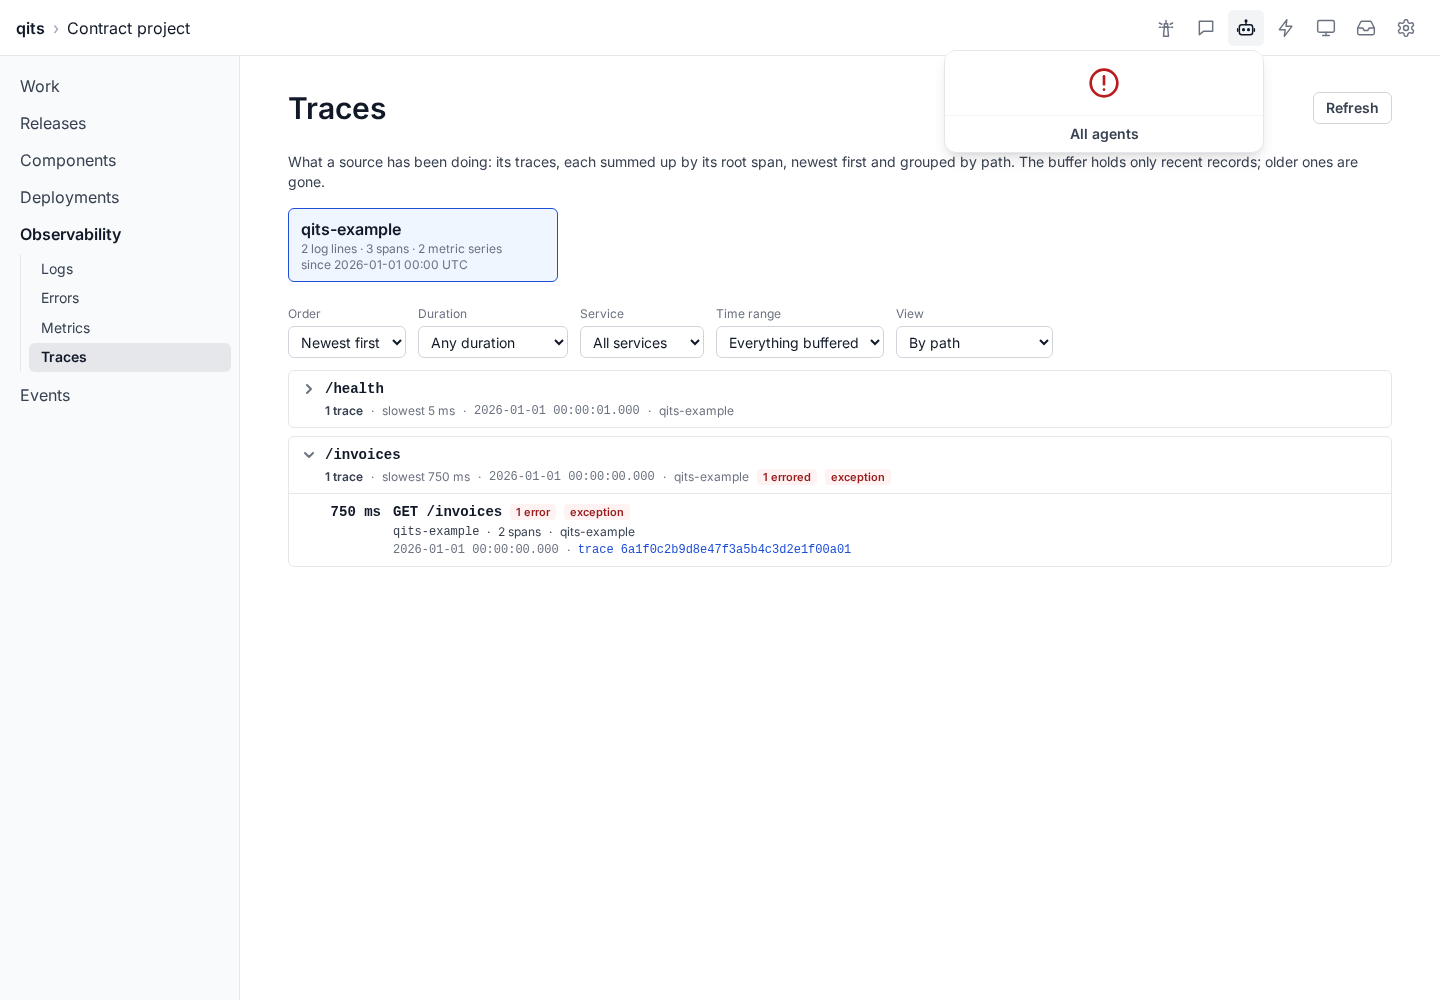 qits › Contract project
Work
Releases
Components
Deployments
Observability
Logs
Errors
Metrics
Traces
Events
All agents
Traces
Refresh
What a source has been doing: its traces, each summed up by its root span, newest first and grouped by path. The buffer holds only recent records; older ones are
gone.
qits-example
2 log lines · 3 spans · 2 metric series
since 2026-01-01 00:00 UTC
Order
Duration
Service
Time range
View
Newest first
Any duration
All services
Everything buffered
By path
/health
1 trace · slowest 5 ms · 2026-01-01 00:00:01.000 · qits-example
/invoices
1 trace · slowest 750 ms · 2026-01-01 00:00:00.000 · qits-example 1 errored exception
750 ms GET /invoices 1 error exception
qits-example · 2 spans · qits-example
2026-01-01 00:00:00.000 · trace 6a1f0c2b9d8e47f3a5b4c3d2e1f00a01